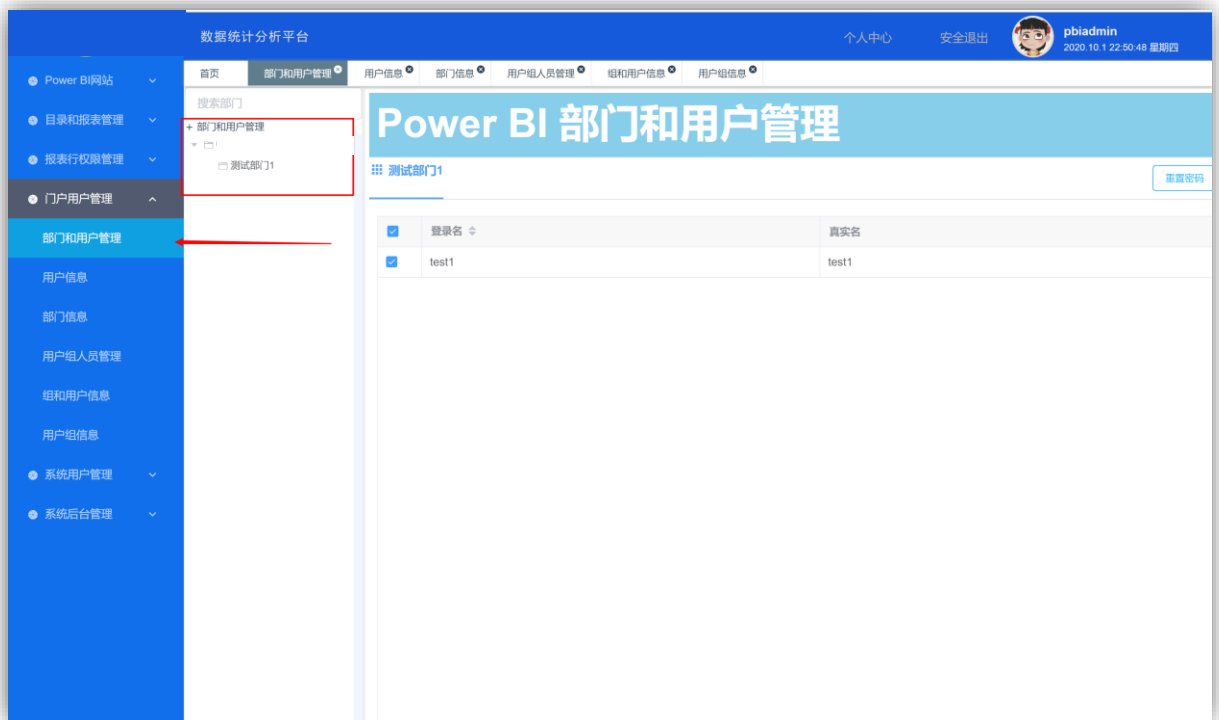 数据统计分析平台
个人中心
安全退出
pbiadmin
2020.10.1 22:50:48 星期四
Power BI网站
目录和报表管理
报表行权限管理
门户用户管理
部门和用户管理
用户信息
部门信息
用户组人员管理
组和用户信息
用户组信息
系统用户管理
系统后台管理
首页 部门和用户管理 用户信息 部门信息 用户组人员管理 组和用户信息 用户组信息
搜索部门
+ 部门和用户管理
测试部门1
Power BI 部门和用户管理
测试部门1
重置密码
登录名 真实名
test1 test1